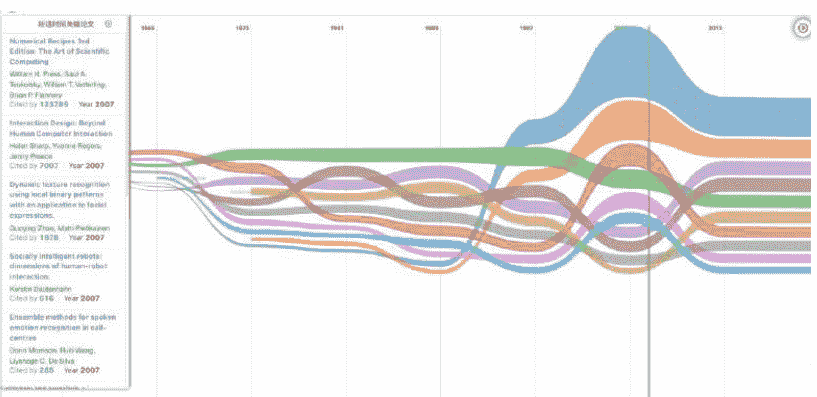 Numerical Recipes 3rd
Edition: The Art of Scientific
Computing
William H. Press, Saul A.
Teukolsky, William T. Vetterling,
Brian P. Flannery
Cited by Year 2007
Interaction Design: Beyond
Human Computer Interaction
Helen Sharp, Yvonne Rogers,
Jenny Preece
Cited by 7007 Year 2007
Dynamic texture recognition
using local binary patterns
with an application to facial
expressions.
Guoying Zhao, Matti Pietikainen
Cited by Year 2007
Socially intelligent robots:
dimensions of human-robot
interaction.
Kerstin Dautenhahn
Cited by 616 Year 2007
Ensemble methods for spoken
emotion recognition in call-
centres
Donn Morrison, Ruili Wang,
Liyanage C. De Silva
Cited by 265 Year 2007
1973
1981
1997
2013